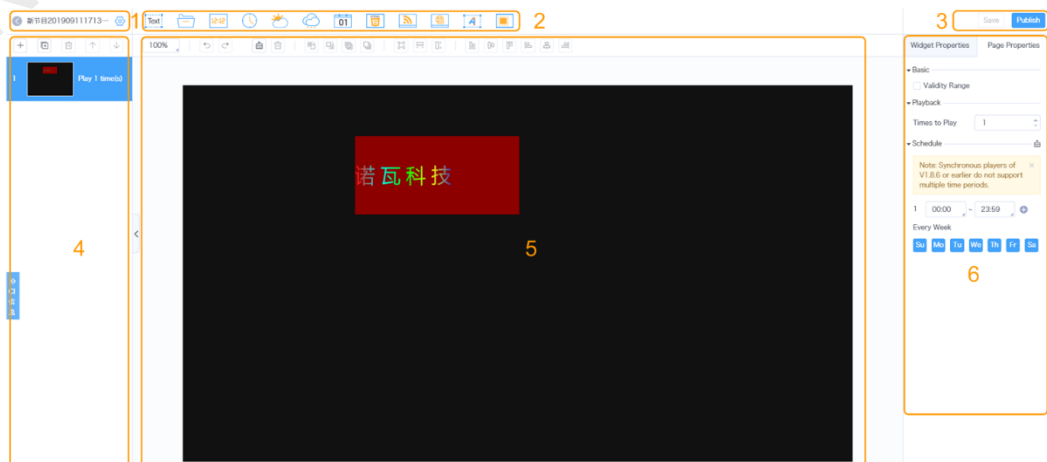 新节目201909111713···
1
Text
12:12
01
A
2
3
Save
Publish
100%
Widget Properties
Page Properties
1
Play 1 time(s)
Basic
Validity Range
Playback
Times to Play
1
Schedule
Note: Synchronous players of
V1.8.6 or earlier do not support
multiple time periods.
1 00:00 ~ 23:59
Every Week
Su Mo Tu We Th Fr Sa
诺瓦科技
4
5
6